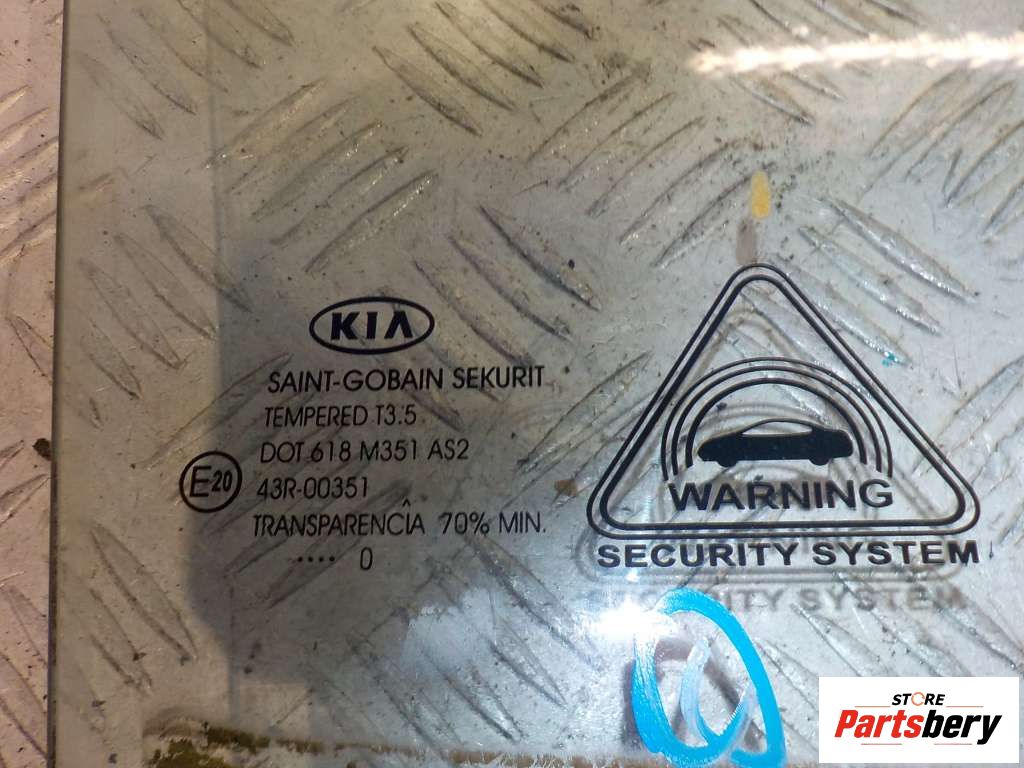 KIA
SAINT-GOBAIN SEKURIT
TEMPERED T3.5
DOT 618 M351 AS2
E20
43R-00351
TRANSPARENCÎA 70% MIN.
.... 0
WARNING
SECURITY SYSTEM
STORE
Partsbery